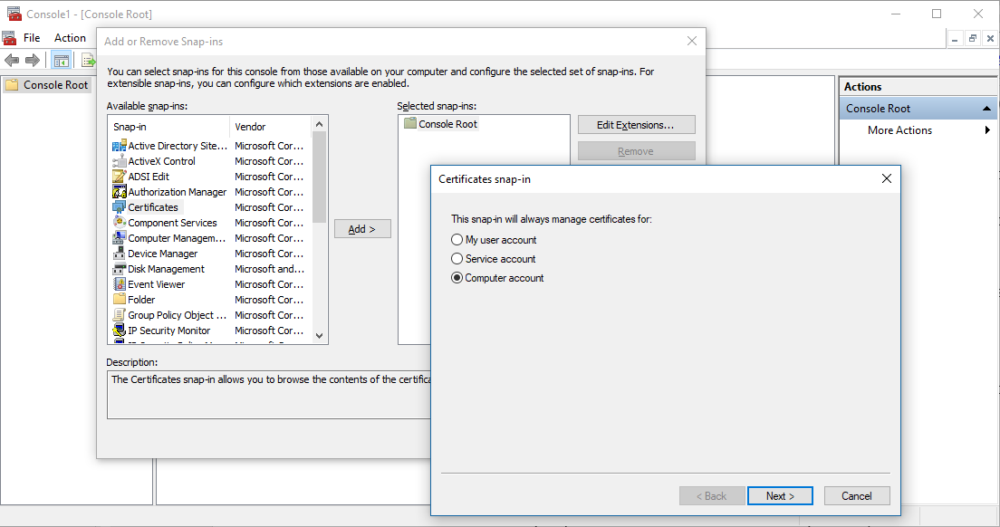 Console1 - [Console Root]
File Action
Console Root
Add or Remove Snap-ins
You can select snap-ins for this console from those available on your computer and configure the selected set of snap-ins. For
extensible snap-ins, you can configure which extensions are enabled.
Available snap-ins:
Snap-in Vendor
Active Directory Site... Microsoft Cor...
ActiveX Control Microsoft Cor...
ADSI Edit Microsoft Cor...
Authorization Manager Microsoft Cor...
Certificates Microsoft Cor...
Component Services Microsoft Cor...
Computer Managem... Microsoft Cor...
Device Manager Microsoft Cor...
Disk Management Microsoft and...
Event Viewer Microsoft Cor...
Folder Microsoft Cor...
Group Policy Object ... Microsoft Cor...
IP Security Monitor Microsoft Cor...
Add >
Selected snap-ins:
Console Root
Edit Extensions...
Remove
Description:
The Certificates snap-in allows you to browse the contents of the certifica
Certificates snap-in
This snap-in will always manage certificates for:
My user account
Service account
Computer account
< Back Next > Cancel
Actions
Console Root
More Actions